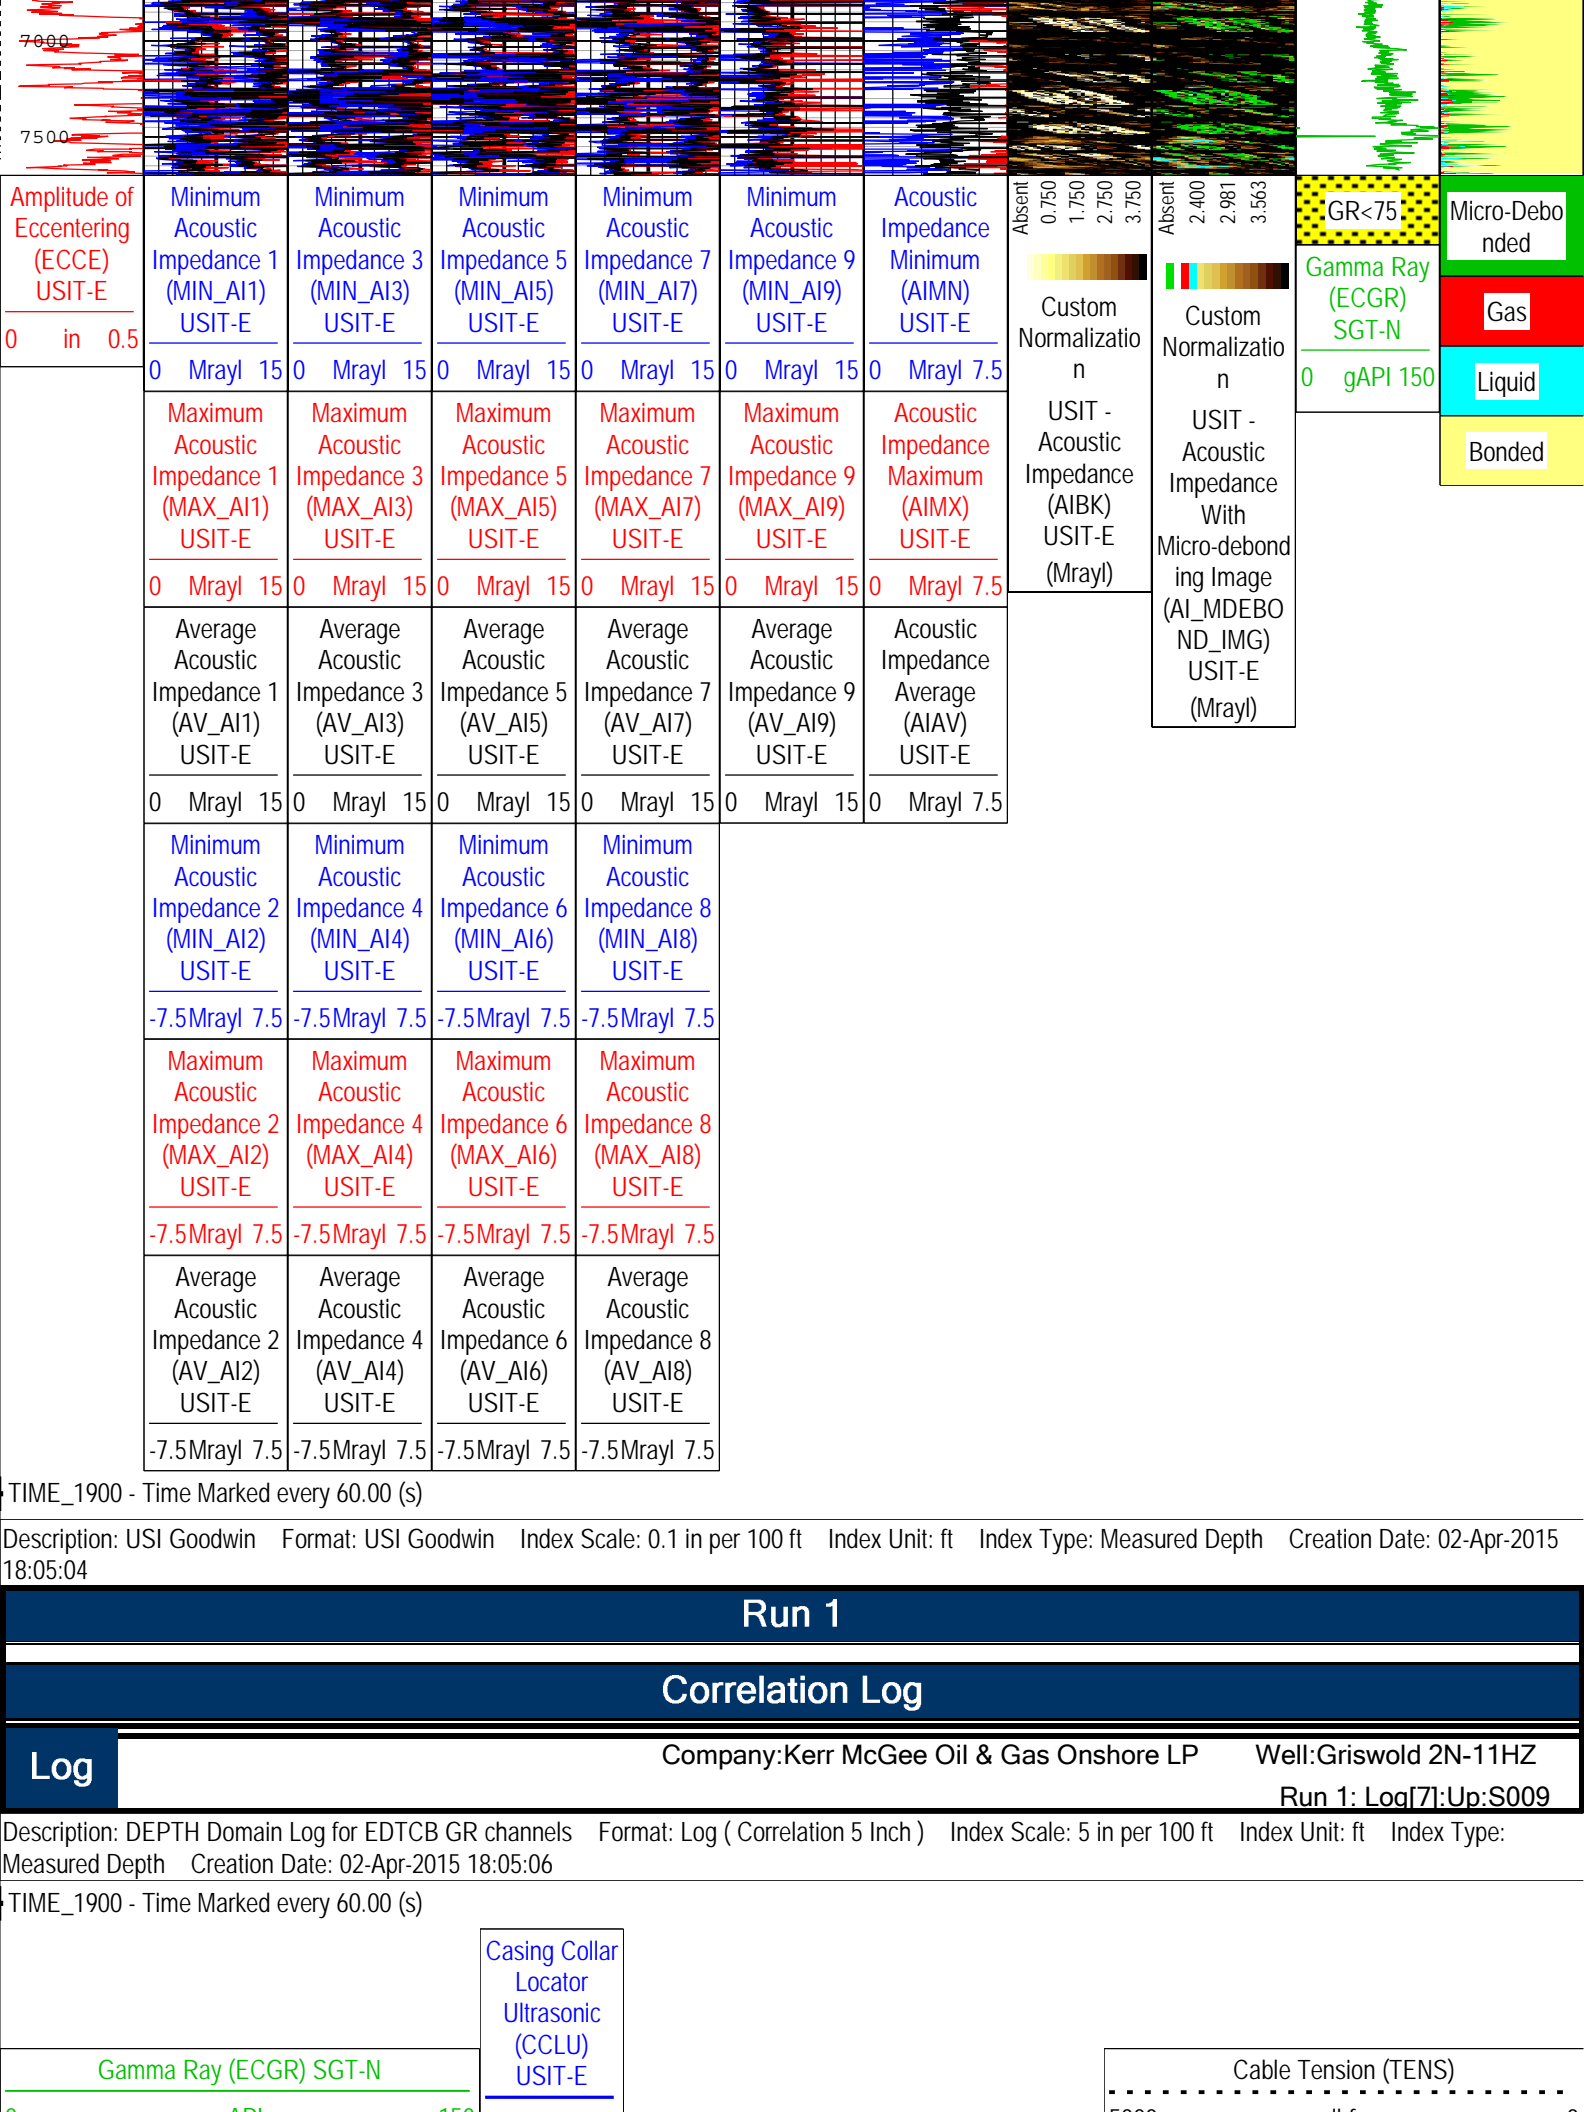 7000
7500
Amplitude of
Eccentering
(ECCE)
USIT-E
0 in 0.5
Minimum
Acoustic
Impedance 1
(MIN_AI1)
USIT-E
0 Mrayl 15
Maximum
Acoustic
Impedance 1
(MAX_AI1)
USIT-E
0 Mrayl 15
Average
Acoustic
Impedance 1
(AV_AI1)
USIT-E
0 Mrayl 15
Minimum
Acoustic
Impedance 2
(MIN_AI2)
USIT-E
-7.5 Mrayl 7.5
Maximum
Acoustic
Impedance 2
(MAX_AI2)
USIT-E
-7.5 Mrayl 7.5
Average
Acoustic
Impedance 2
(AV_AI2)
USIT-E
-7.5 Mrayl 7.5
Minimum
Acoustic
Impedance 3
(MIN_AI3)
USIT-E
0 Mrayl 15
Maximum
Acoustic
Impedance 3
(MAX_AI3)
USIT-E
0 Mrayl 15
Average
Acoustic
Impedance 3
(AV_AI3)
USIT-E
0 Mrayl 15
Minimum
Acoustic
Impedance 4
(MIN_AI4)
USIT-E
-7.5 Mrayl 7.5
Maximum
Acoustic
Impedance 4
(MAX_AI4)
USIT-E
-7.5 Mrayl 7.5
Average
Acoustic
Impedance 4
(AV_AI4)
USIT-E
-7.5 Mrayl 7.5
Minimum
Acoustic
Impedance 5
(MIN_AI5)
USIT-E
0 Mrayl 15
Maximum
Acoustic
Impedance 5
(MAX_AI5)
USIT-E
0 Mrayl 15
Average
Acoustic
Impedance 5
(AV_AI5)
USIT-E
0 Mrayl 15
Minimum
Acoustic
Impedance 6
(MIN_AI6)
USIT-E
-7.5 Mrayl 7.5
Maximum
Acoustic
Impedance 6
(MAX_AI6)
USIT-E
-7.5 Mrayl 7.5
Average
Acoustic
Impedance 6
(AV_AI6)
USIT-E
-7.5 Mrayl 7.5
Minimum
Acoustic
Impedance 7
(MIN_AI7)
USIT-E
0 Mrayl 15
Maximum
Acoustic
Impedance 7
(MAX_AI7)
USIT-E
0 Mrayl 15
Average
Acoustic
Impedance 7
(AV_AI7)
USIT-E
0 Mrayl 15
Minimum
Acoustic
Impedance 8
(MIN_AI8)
USIT-E
-7.5 Mrayl 7.5
Maximum
Acoustic
Impedance 8
(MAX_AI8)
USIT-E
-7.5 Mrayl 7.5
Average
Acoustic
Impedance 8
(AV_AI8)
USIT-E
-7.5 Mrayl 7.5
Minimum
Acoustic
Impedance 9
(MIN_AI9)
USIT-E
0 Mrayl 15
Maximum
Acoustic
Impedance 9
(MAX_AI9)
USIT-E
0 Mrayl 15
Average
Acoustic
Impedance 9
(AV_AI9)
USIT-E
0 Mrayl 15
Acoustic
Impedance
Minimum
(AIMN)
USIT-E
0 Mrayl 7.5
Acoustic
Impedance
Maximum
(AIMX)
USIT-E
0 Mrayl 7.5
Acoustic
Impedance
Average
(AIAV)
USIT-E
0 Mrayl 7.5
Absent
0.750
1.750
2.750
3.750
Custom
Normalizatio
n
USIT -
Acoustic
Impedance
(AIBK)
USIT-E
(Mrayl)
Absent
2.400
2.981
3.563
Custom
Normalizatio
n
USIT -
Acoustic
Impedance
With
Micro-debond
ing Image
(AI_MDEBO
ND_IMG)
USIT-E
(Mrayl)
GR<75
Gamma Ray
(ECGR)
SGT-N
0 gAPI 150
Micro-Debo
nded
Gas
Liquid
Bonded
TIME_1900 - Time Marked every 60.00 (s)
Description: USI Goodwin Format: USI Goodwin Index Scale: 0.1 in per 100 ft Index Unit: ft Index Type: Measured Depth Creation Date: 02-Apr-2015
18:05:04
Run 1
Correlation Log
Log
Company:Kerr McGee Oil & Gas Onshore LP Well:Griswold 2N-11HZ
Run 1: Log[7]:Up:S009
Description: DEPTH Domain Log for EDTCB GR channels Format: Log ( Correlation 5 Inch ) Index Scale: 5 in per 100 ft Index Unit: ft Index Type:
Measured Depth Creation Date: 02-Apr-2015 18:05:06
TIME_1900 - Time Marked every 60.00 (s)
Casing Collar
Locator
Ultrasonic
(CCLU)
USIT-E
Gamma Ray (ECGR) SGT-N
Cable Tension (TENS)